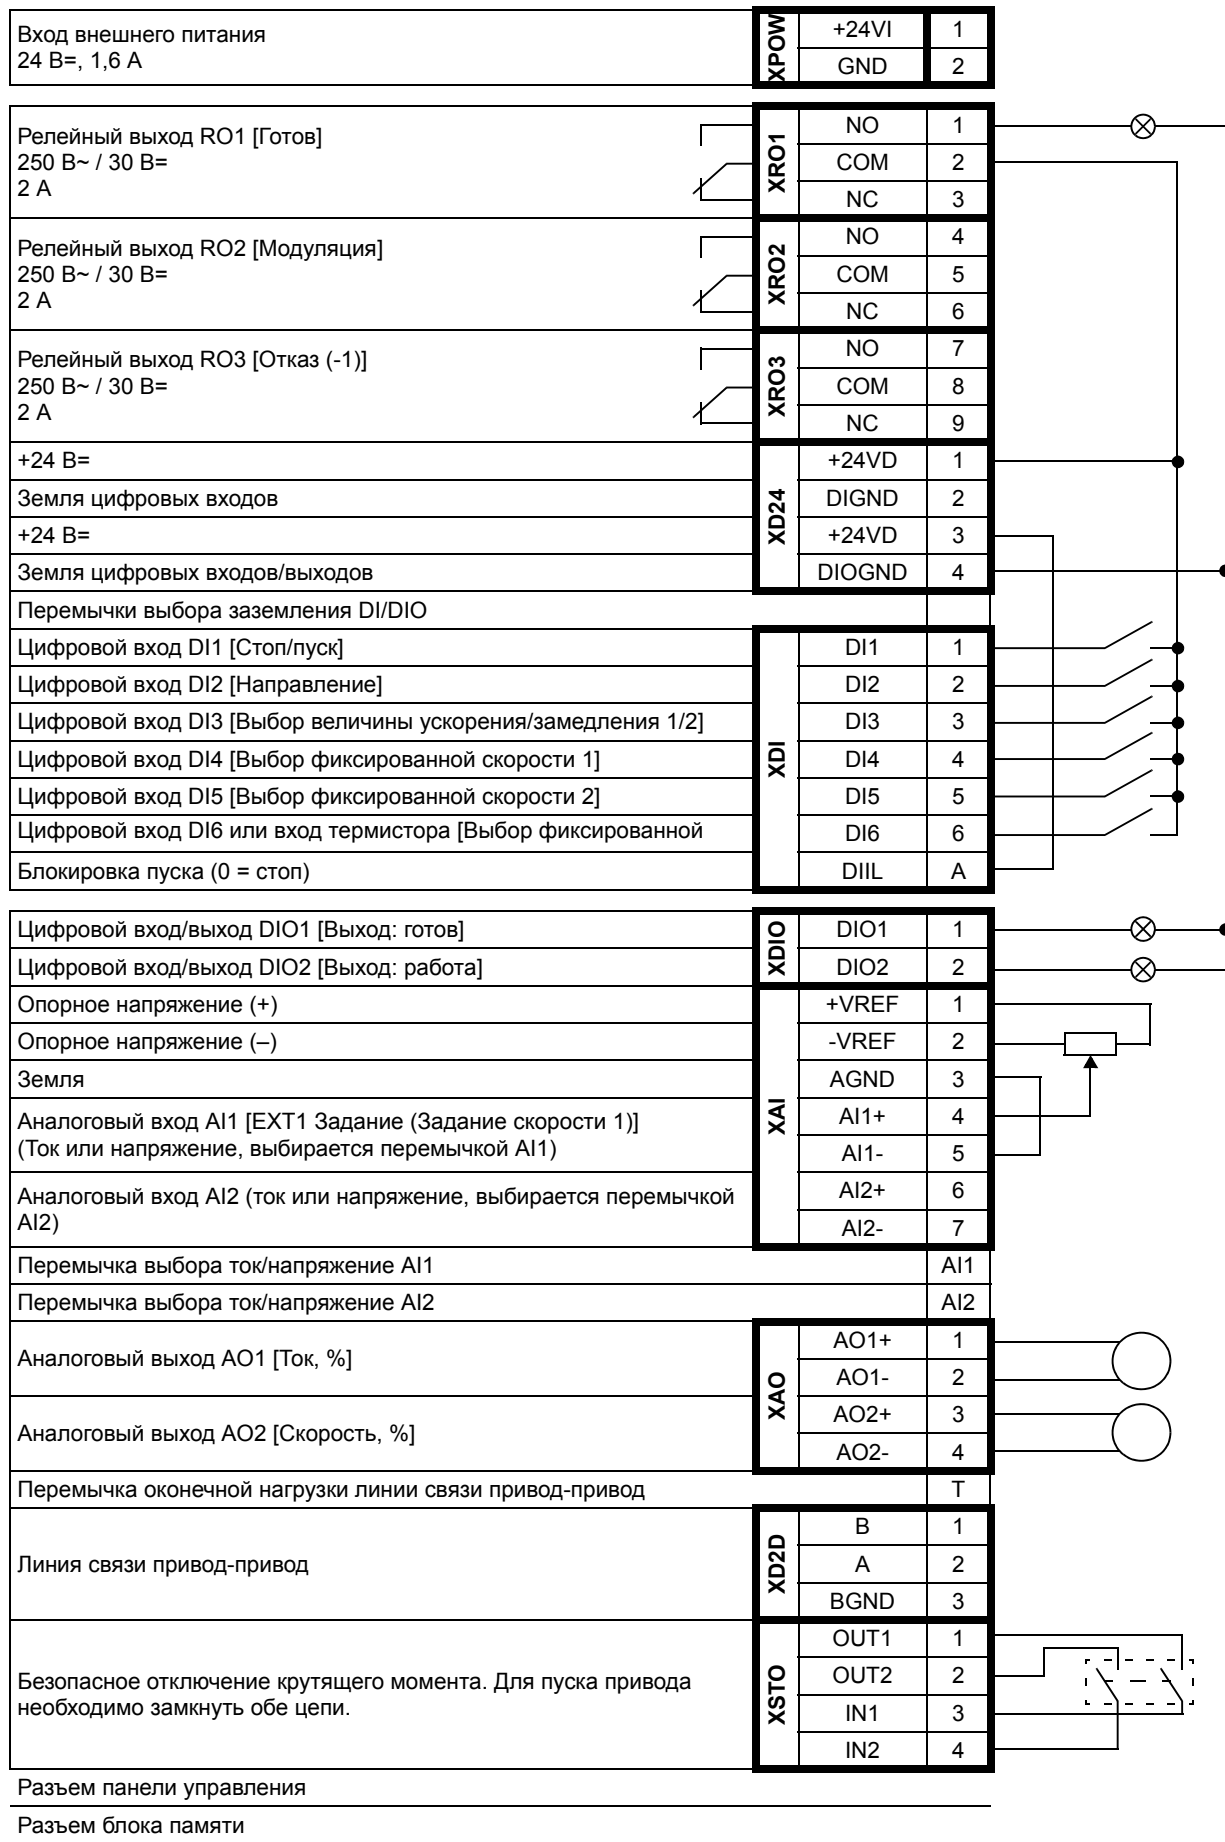 Вход внешнего питания
24 В=, 1,6 А
XPOW
+24VI 1
GND 2
Релейный выход RO1 [Готов]
250 В~ / 30 В=
2 А
XRO1
NO 1
COM 2
NC 3
Релейный выход RO2 [Модуляция]
250 В~ / 30 В=
2 А
XRO2
NO 4
COM 5
NC 6
Релейный выход RO3 [Отказ (-1)]
250 В~ / 30 В=
2 А
XRO3
NO 7
COM 8
NC 9
XD24
+24 В= +24VD 1
Земля цифровых входов DIGND 2
+24 В= +24VD 3
Земля цифровых входов/выходов DIOGND 4
Перемычки выбора заземления DI/DIO
XDI
Цифровой вход DI1 [Стоп/пуск] DI1 1
Цифровой вход DI2 [Направление] DI2 2
Цифровой вход DI3 [Выбор величины ускорения/замедления 1/2] DI3 3
Цифровой вход DI4 [Выбор фиксированной скорости 1] DI4 4
Цифровой вход DI5 [Выбор фиксированной скорости 2] DI5 5
Цифровой вход DI6 или вход термистора [Выбор фиксированной DI6 6
Блокировка пуска (0 = стоп) DIIL A
XDIO
Цифровой вход/выход DIO1 [Выход: готов] DIO1 1
Цифровой вход/выход DIO2 [Выход: работа] DIO2 2
XAI
Опорное напряжение (+) +VREF 1
Опорное напряжение (–) -VREF 2
Земля AGND 3
Аналоговый вход AI1 [EXT1 Задание (Задание скорости 1)]
(Ток или напряжение, выбирается перемычкой AI1)
AI1+ 4
AI1- 5
Аналоговый вход AI2 (ток или напряжение, выбирается перемычкой
AI2)
AI2+ 6
AI2- 7
Перемычка выбора ток/напряжение AI1 AI1
Перемычка выбора ток/напряжение AI2 AI2
XAO
Аналоговый выход AO1 [Ток, %]
AO1+ 1
AO1- 2
Аналоговый выход AO2 [Скорость, %]
AO2+ 3
AO2- 4
Перемычка оконечной нагрузки линии связи привод-привод T
Линия связи привод-привод
XD2D
B 1
A 2
BGND 3
Безопасное отключение крутящего момента. Для пуска привода
необходимо замкнуть обе цепи.
XSTO
OUT1 1
OUT2 2
IN1 3
IN2 4
Разъем панели управления
Разъем блока памяти